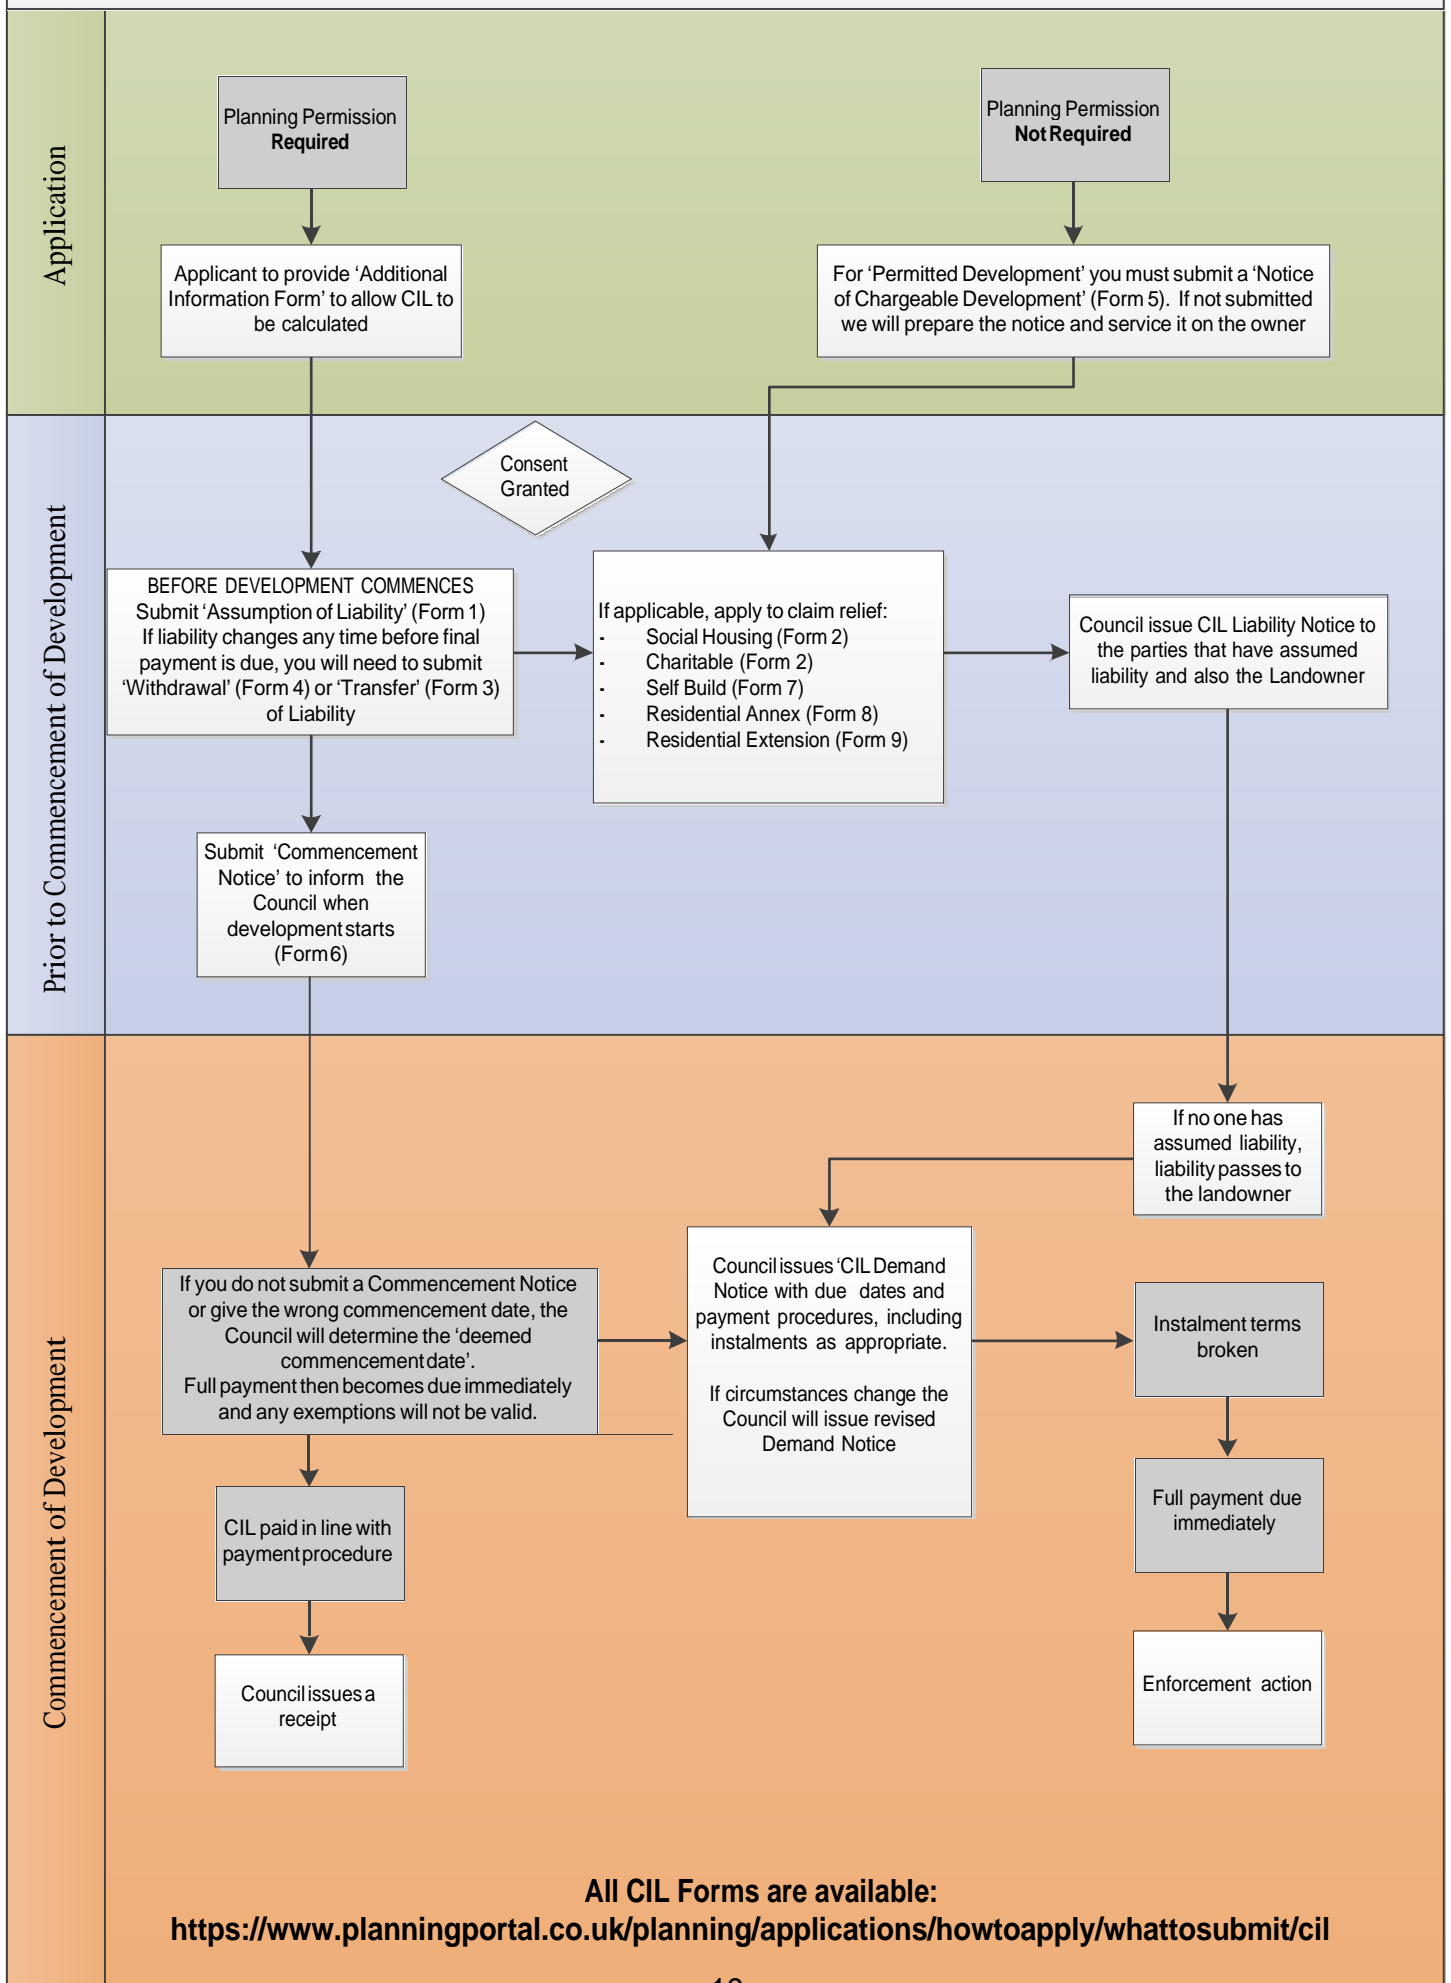 Application
Planning Permission
Required
Planning Permission
Not Required
Applicant to provide ‘Additional
Information Form’ to allow CIL to
be calculated
For ‘Permitted Development’ you must submit a ‘Notice
of Chargeable Development’ (Form 5). If not submitted
we will prepare the notice and service it on the owner
Prior to Commencement of Development
Consent
Granted
BEFORE DEVELOPMENT COMMENCES
Submit ‘Assumption of Liability’ (Form 1)
If liability changes any time before final
payment is due, you will need to submit
‘Withdrawal’ (Form 4) or ‘Transfer’ (Form 3)
of Liability
If applicable, apply to claim relief:
- Social Housing (Form 2)
- Charitable (Form 2)
- Self Build (Form 7)
- Residential Annex (Form 8)
- Residential Extension (Form 9)
Council issue CIL Liability Notice to
the parties that have assumed
liability and also the Landowner
Submit ‘Commencement
Notice’ to inform the
Council when
development starts
(Form 6)
Commencement of Development
If no one has
assumed liability,
liability passes to
the landowner
If you do not submit a Commencement Notice
or give the wrong commencement date, the
Council will determine the ‘deemed
commencement date’.
Full payment then becomes due immediately
and any exemptions will not be valid.
Council issues ‘CIL Demand
Notice with due dates and
payment procedures, including
instalments as appropriate.
If circumstances change the
Council will issue revised
Demand Notice
Instalment terms
broken
CIL paid in line with
payment procedure
Full payment due
immediately
Council issues a
receipt
Enforcement action
All CIL Forms are available:
https://www.planningportal.co.uk/planning/applications/howtoapply/whattosubmit/cil